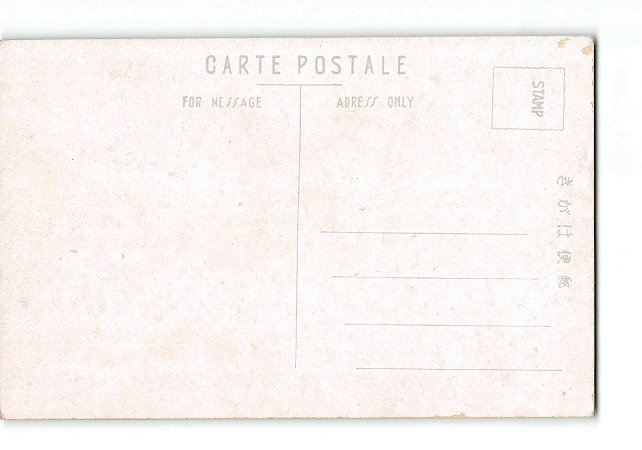 CARTE POSTALE
FOR MESSAGE
ADRESS ONLY
STAMP
きがは便郵